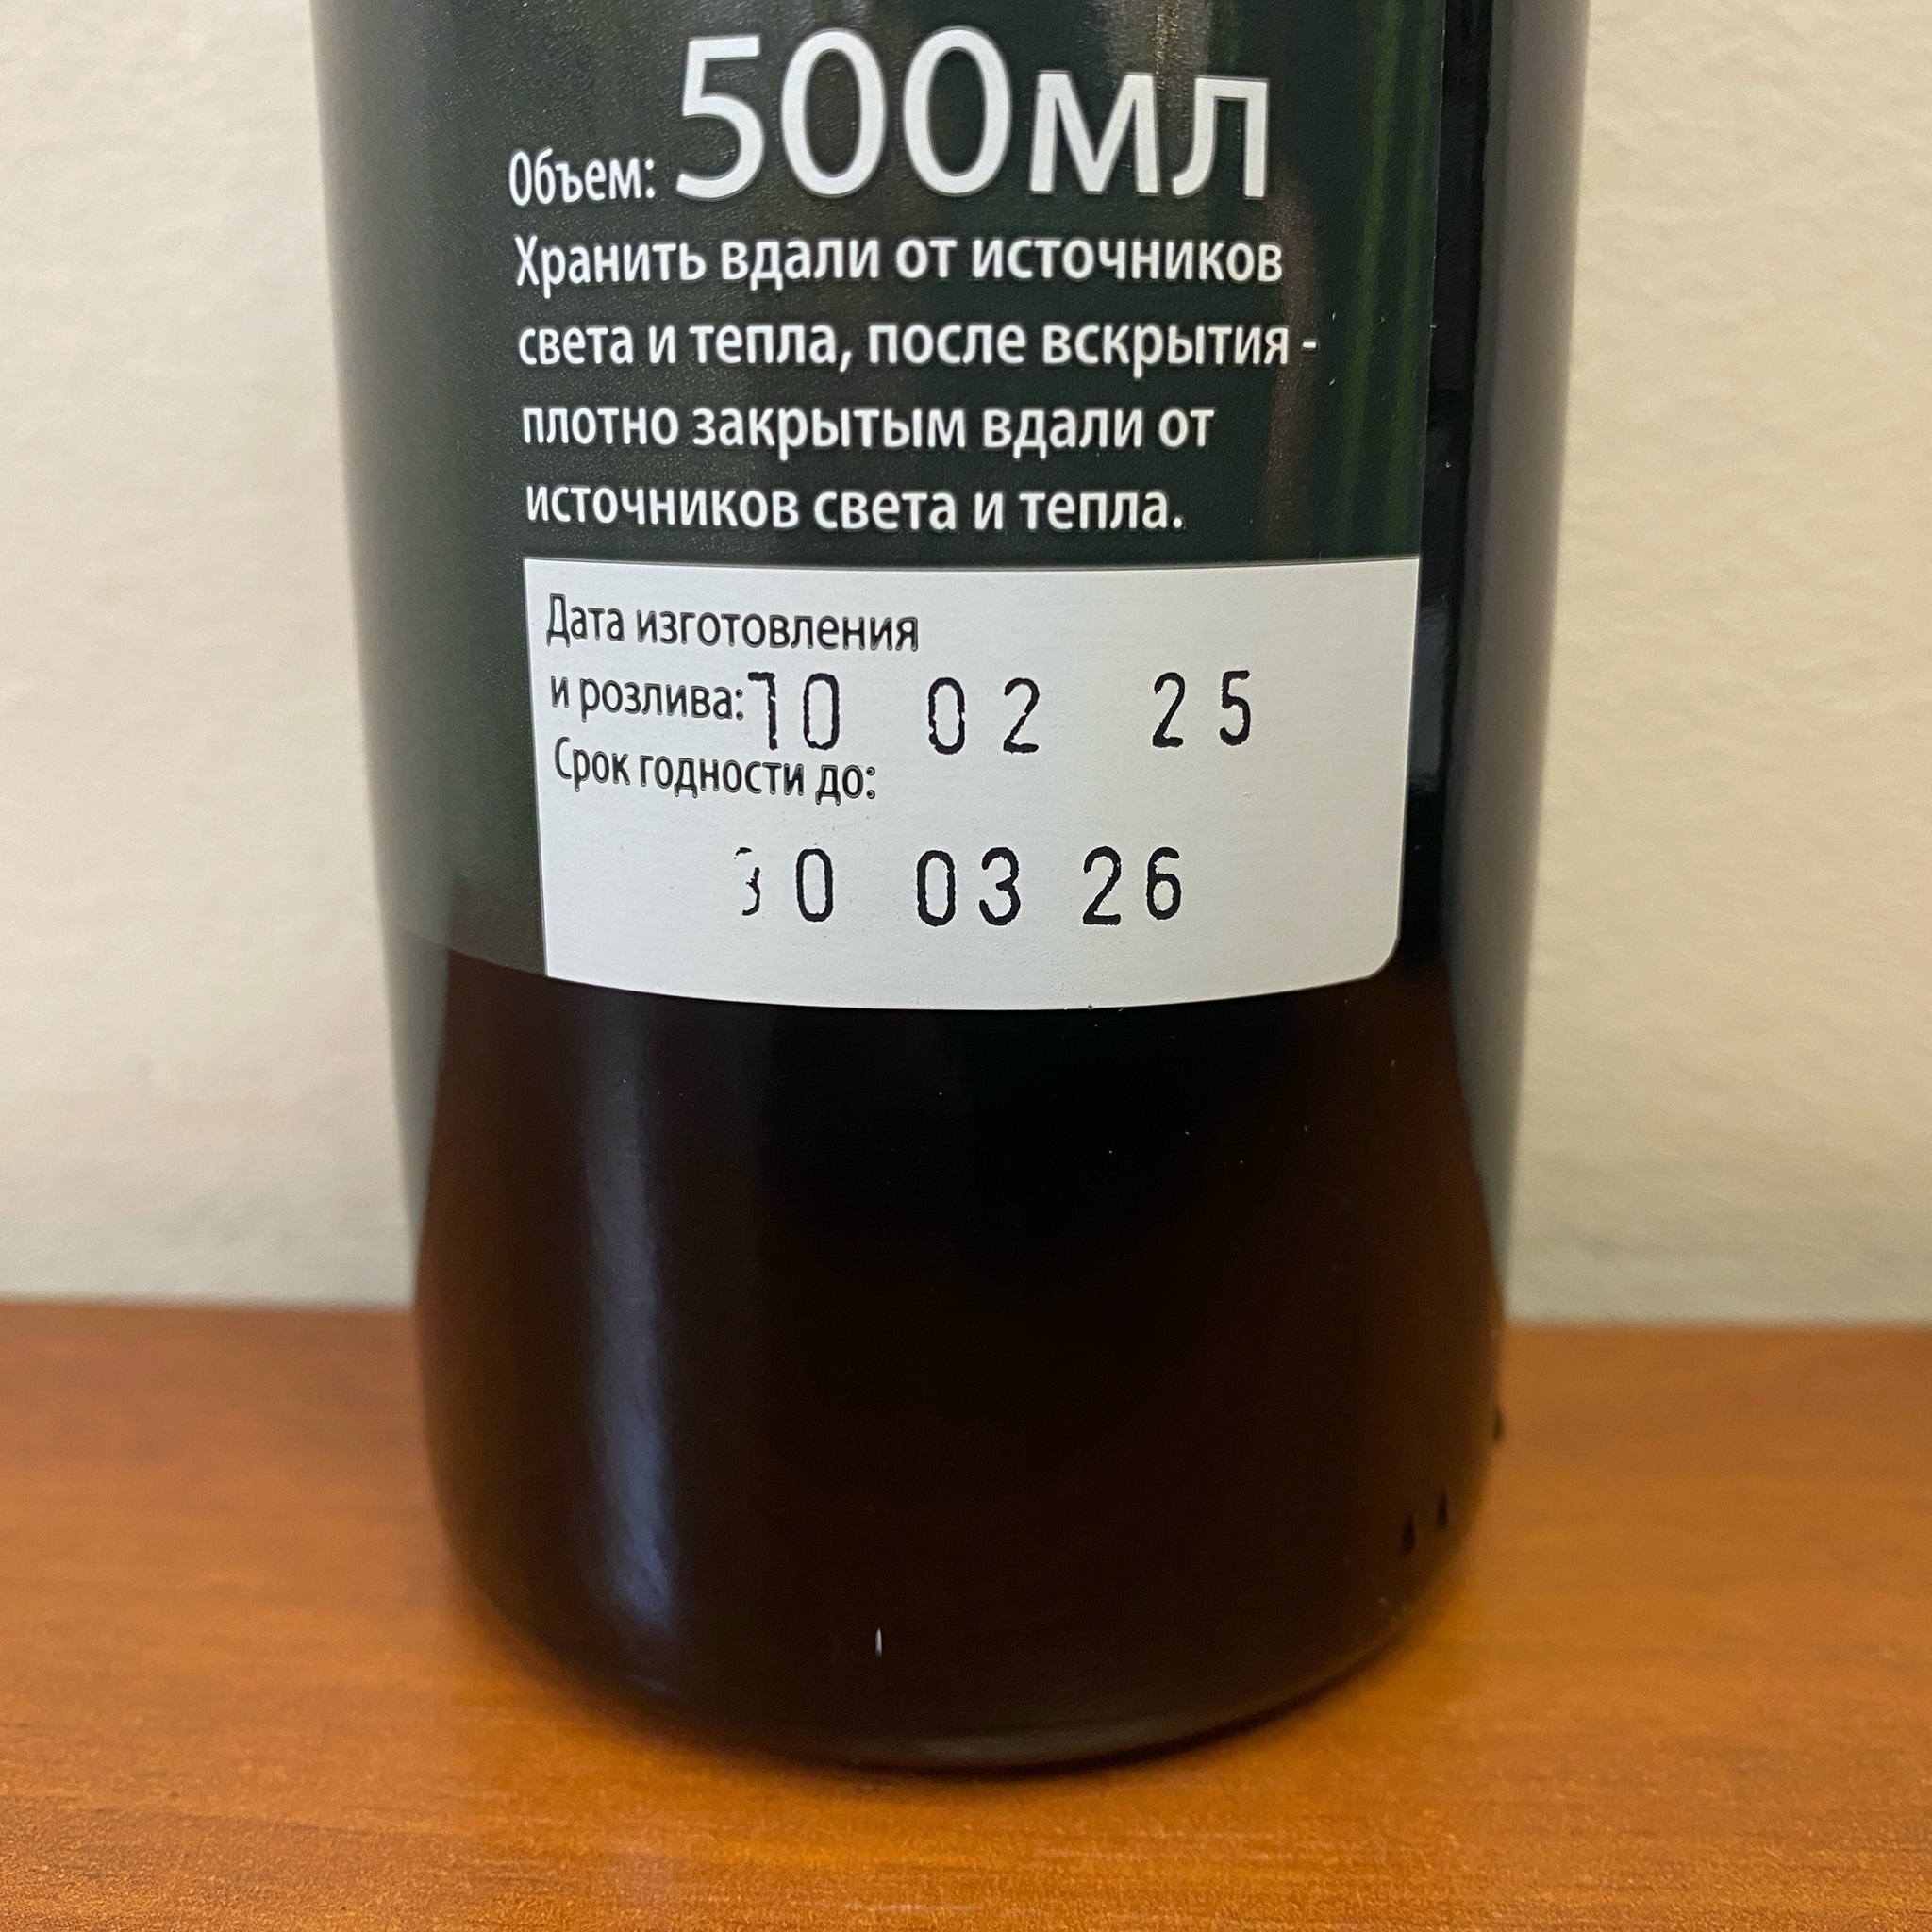 Объем: 500мл
Хранить вдали от источников
света и тепла, после вскрытия -
плотно закрытым вдали от
источников света и тепла.
Дата изготовления
и розлива: 10 02 25
Срок годности до:
30 03 26